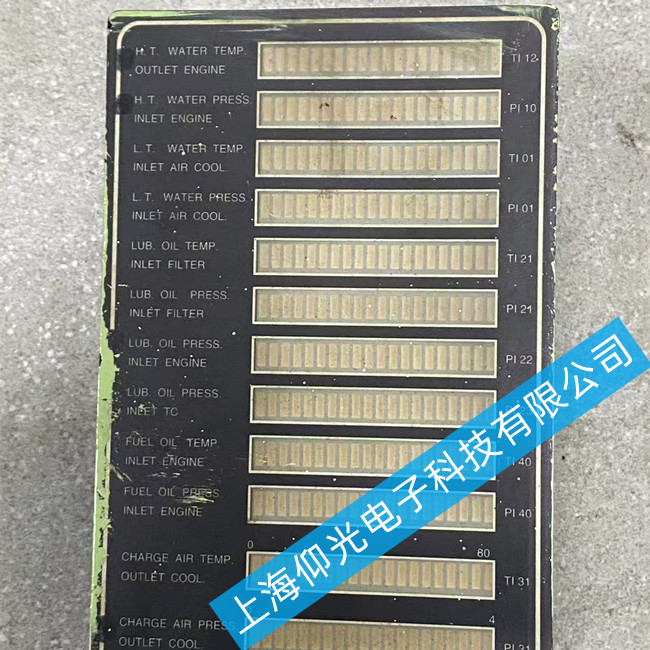 H.T. WATER TEMP.
OUTLET ENGINE
TI 12
H.T. WATER PRESS.
INLET ENGINE
PI 10
L.T. WATER TEMP.
INLET AIR COOL.
TI 01
L.T. WATER PRESS.
INLET AIR COOL.
PI 01
LUB. OIL TEMP.
INLET FILTER
TI 21
LUB. OIL PRESS.
INLET FILTER
PI 21
LUB. OIL PRESS.
INLET ENGINE
PI 22
LUB. OIL PRESS.
INLET TC
FUEL OIL TEMP.
INLET ENGINE
TI 40
FUEL OIL PRESS.
INLET ENGINE
PI 40
0 80
CHARGE AIR TEMP.
OUTLET COOL.
TI 31
4
CHARGE AIR PRESS.
OUTLET COOL.
PI 31
上海仰光电子科技有限公司